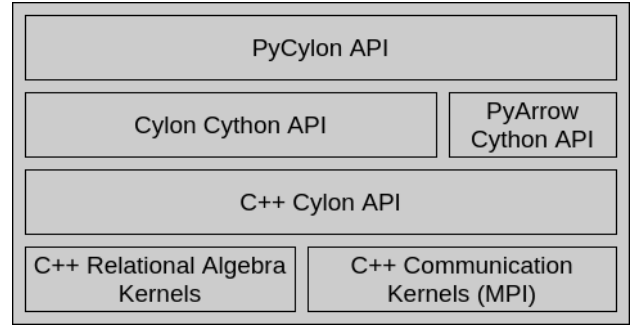 PyCylon API
Cylon Cython API
PyArrow
Cython API
C++ Cylon API
C++ Relational Algebra
Kernels
C++ Communication
Kernels (MPI)